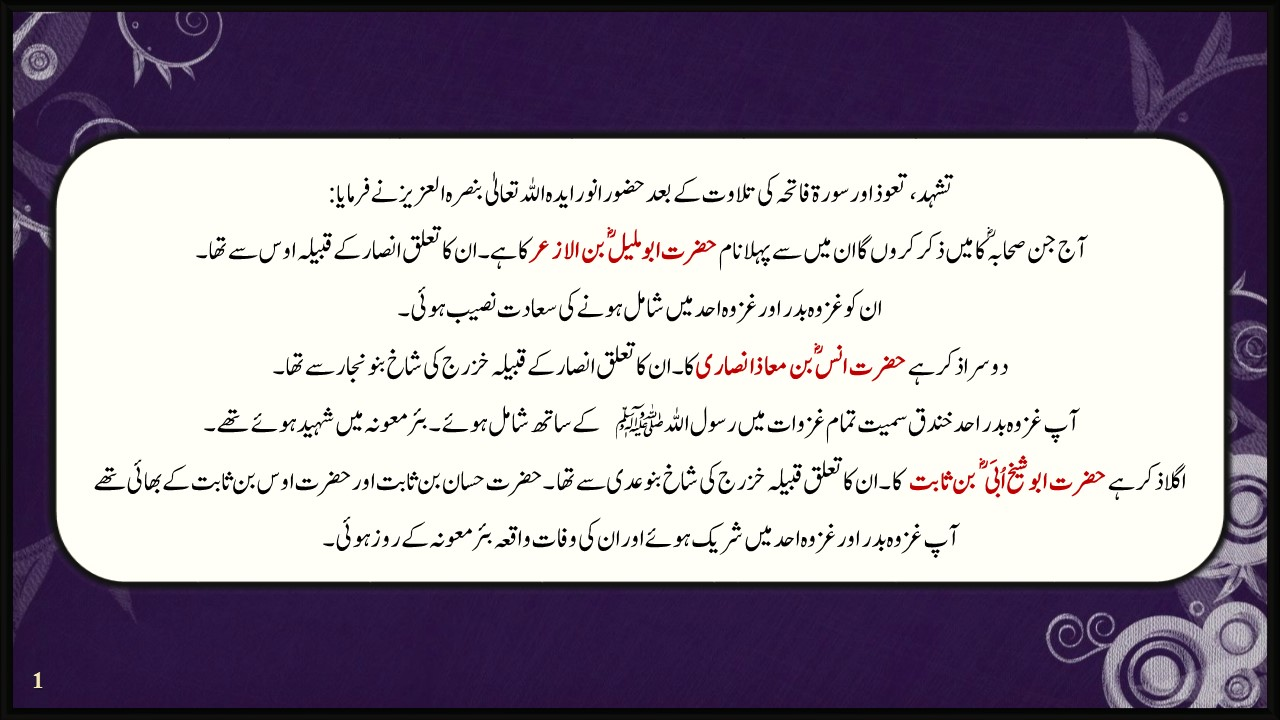 تشہد، تعوذ اور سورۃ فاتحہ کی تلاوت کے بعد حضور انور ایدہ اللہ تعالیٰ بنصرہ العزیز نے فرمایا:
آج جن صحابہؓ کا میں ذکر کروں گا ان میں سے پہلا نام حضرت ابو ملیلؓ بن الازعر کا ہے۔ ان کا تعلق انصار کے قبیلہ اوس سے تھا۔
ان کو غزوہ بدر اور غزوہ احد میں شامل ہونے کی سعادت نصیب ہوئی۔
دوسرا ذکر ہے حضرت انسؓ بن معاذ انصاری کا۔ ان کا تعلق انصار کے قبیلہ خزرج کی شاخ بنو نجار سے تھا۔
آپ غزوہ بدر احد خندق سمیت تمام غزوات میں رسول اللہ ﷺ کے ساتھ شامل ہوئے۔ بئر معونہ میں شہید ہوئے تھے۔
اگلا ذکر ہے حضرت ابو شیخ اُبَیؓ بن ثابت کا۔ ان کا تعلق قبیلہ خزرج کی شاخ بنو عدی سے تھا۔ حضرت حسان بن ثابت اور حضرت اوس بن ثابت کے بھائی تھے
آپ غزوہ بدر اور غزوہ احد میں شریک ہوئے اور ان کی وفات واقعہ بئر معونہ کے روز ہوئی۔
1